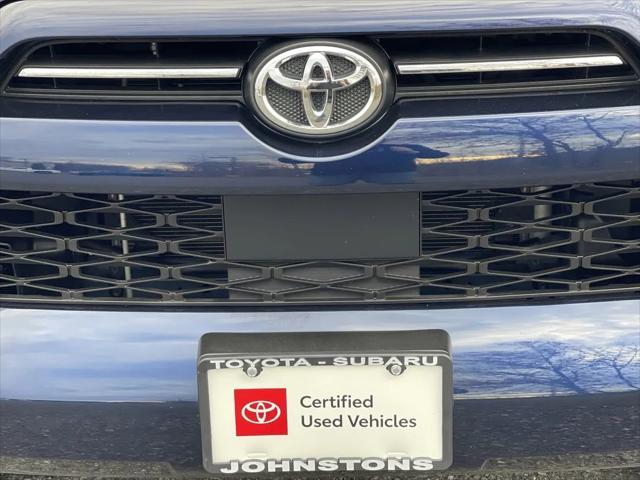 TOYOTA - SUBARU
Certified
Used Vehicles
JOHNSTONS